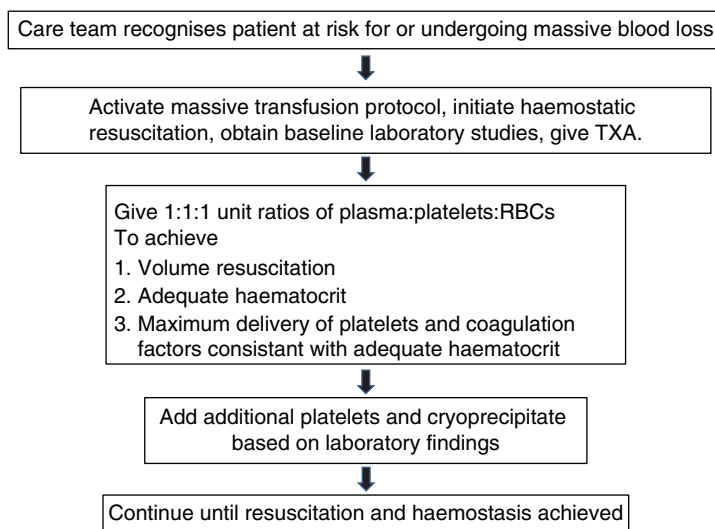 Care team recognises patient at risk for or undergoing massive blood loss
Activate massive transfusion protocol, initiate haemostatic
resuscitation, obtain baseline laboratory studies, give TXA.
Give 1:1:1 unit ratios of plasma:platelets:RBCs
To achieve
1. Volume resuscitation
2. Adequate haematocrit
3. Maximum delivery of platelets and coagulation
factors consistant with adequate haematocrit
Add additional platelets and cryoprecipitate
based on laboratory findings
Continue until resuscitation and haemostasis achieved